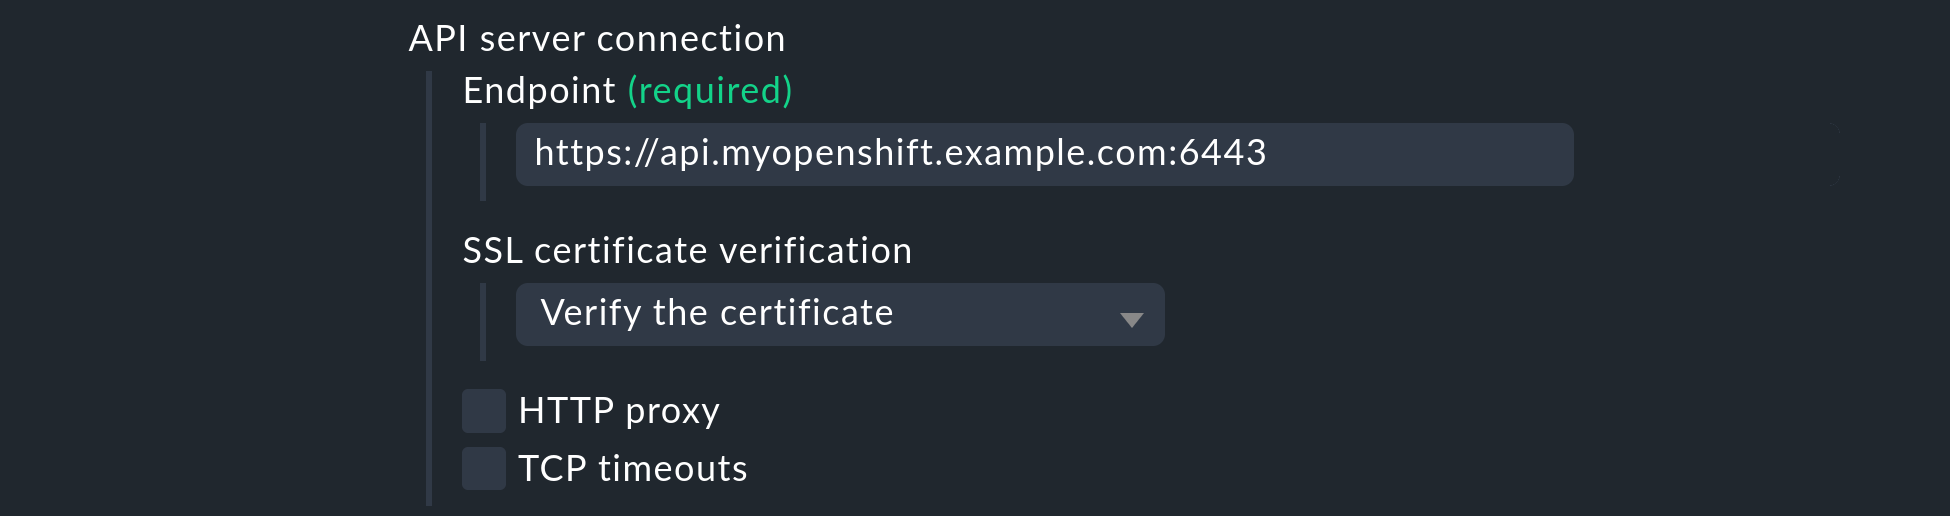 API server connection
Endpoint (required)
https://api.myopenshift.example.com:6443
SSL certificate verification
Verify the certificate
HTTP proxy
TCP timeouts